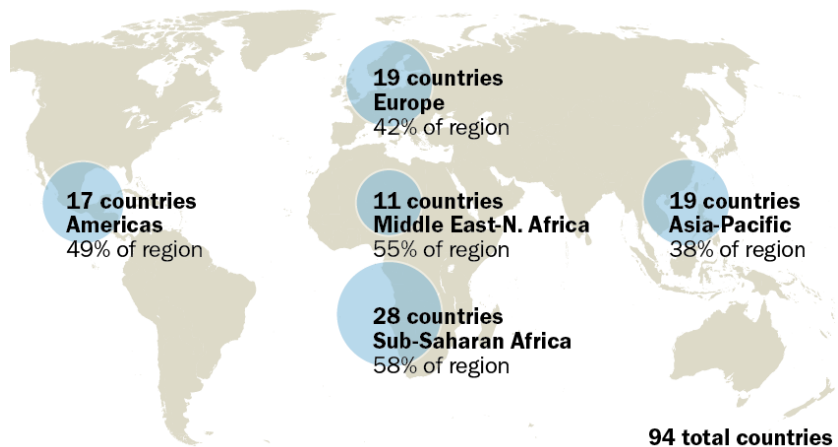 19 countries
Europe
42% of region
17 countries
Americas
49% of region
11 countries
Middle East-N. Africa
55% of region
19 countries
Asia-Pacific
38% of region
28 countries
Sub-Saharan Africa
58% of region
94 total countries